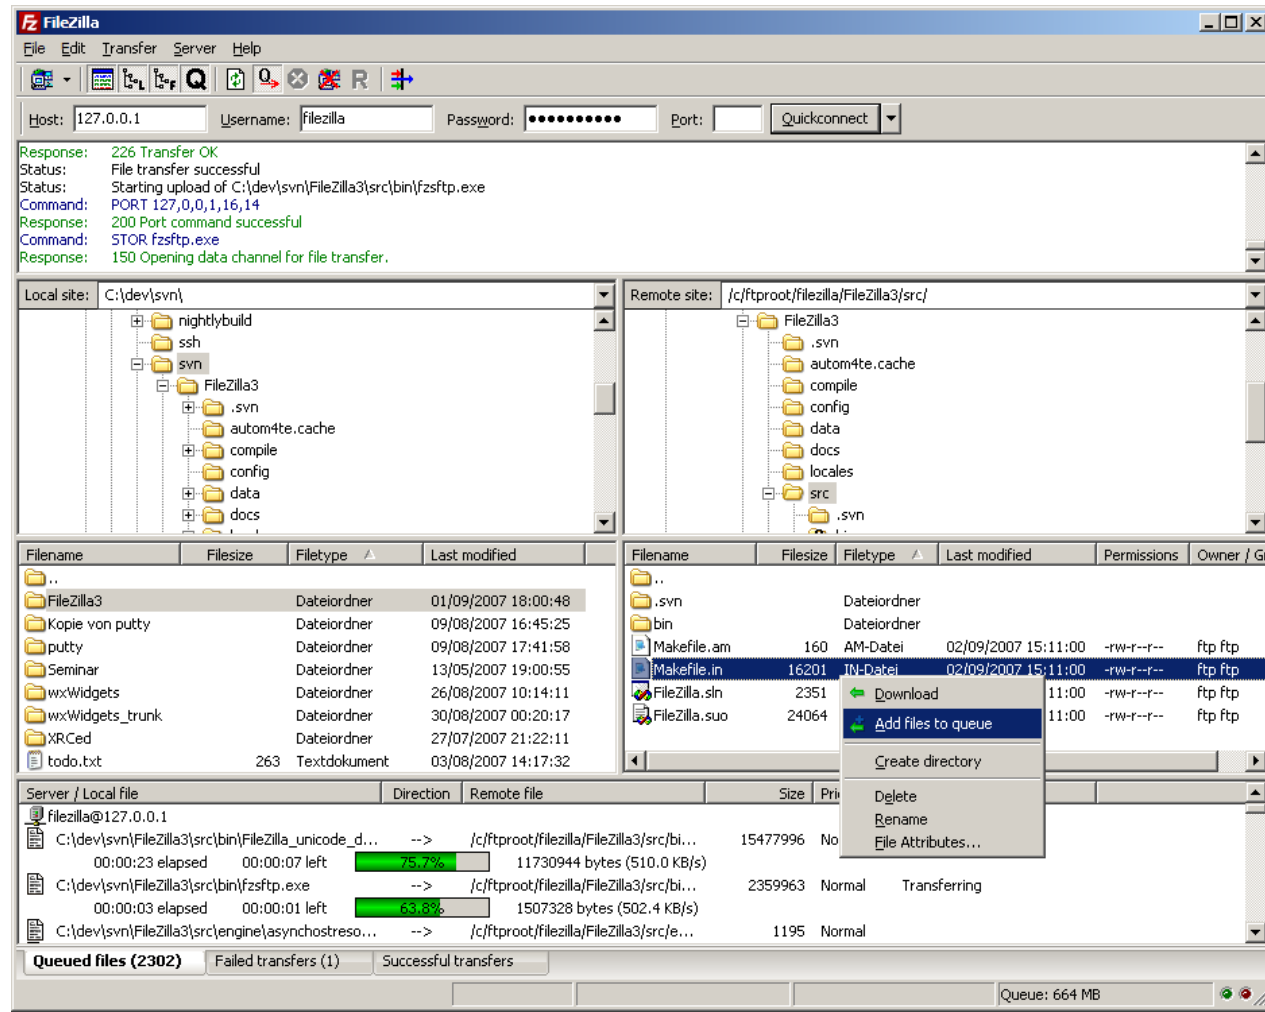 FileZilla
File Edit Transfer Server Help
Host: 127.0.0.1 Username: filezilla Password: ●●●●●●●●●● Port: Quickconnect
Response: 226 Transfer OK
Status: File transfer successful
Status: Starting upload of C:\dev\svn\FileZilla3\src\bin\fzsftp.exe
Command: PORT 127,0,0,1,16,14
Response: 200 Port command successful
Command: STOR fzsftp.exe
Response: 150 Opening data channel for file transfer.
Local site: C:\dev\svn\
nightlybuild
ssh
svn
FileZilla3
.svn
autom4te.cache
compile
config
data
docs
Remote site: /c/ftproot/filezilla/FileZilla3/src/
FileZilla3
.svn
autom4te.cache
compile
config
data
docs
locales
src
.svn
Filename Filesize Filetype Last modified
..
FileZilla3 Dateiordner 01/09/2007 18:00:48
Kopie von putty Dateiordner 09/08/2007 16:45:25
putty Dateiordner 09/08/2007 17:41:58
Seminar Dateiordner 13/05/2007 19:00:55
wxWidgets Dateiordner 26/08/2007 10:14:11
wxWidgets_trunk Dateiordner 30/08/2007 00:20:17
XRCed Dateiordner 27/07/2007 21:22:11
todo.txt 263 Textdokument 03/08/2007 14:17:32
Filename Filesize Filetype Last modified Permissions Owner / G
..
.svn Dateiordner
bin Dateiordner
Makefile.am 160 AM-Datei 02/09/2007 15:11:00 -rw-r--r-- ftp ftp
Makefile.in 16201 IN-Datei 02/09/2007 15:11:00 -rw-r--r-- ftp ftp
FileZilla.sln 2351 11:00 -rw-r--r-- ftp ftp
FileZilla.suo 24064 11:00 -rw-r--r-- ftp ftp
Download
Add files to queue
Create directory
Delete
Rename
File Attributes...
Server / Local file Direction Remote file Size Pri
filezilla@127.0.0.1
C:\dev\svn\FileZilla3\src\bin\FileZilla_unicode_d... --> /c/ftproot/filezilla/FileZilla3/src/bi... 15477996 No
00:00:23 elapsed 00:00:07 left 75.7% 11730944 bytes (510.0 KB/s)
C:\dev\svn\FileZilla3\src\bin\fzsftp.exe --> /c/ftproot/filezilla/FileZilla3/src/bi... 2359963 Normal Transferring
00:00:03 elapsed 00:00:01 left 63.8% 1507328 bytes (502.4 KB/s)
C:\dev\svn\FileZilla3\src\engine\asynchostreso... --> /c/ftproot/filezilla/FileZilla3/src/e... 1195 Normal
Queued files (2302) Failed transfers (1) Successful transfers
Queue: 664 MB